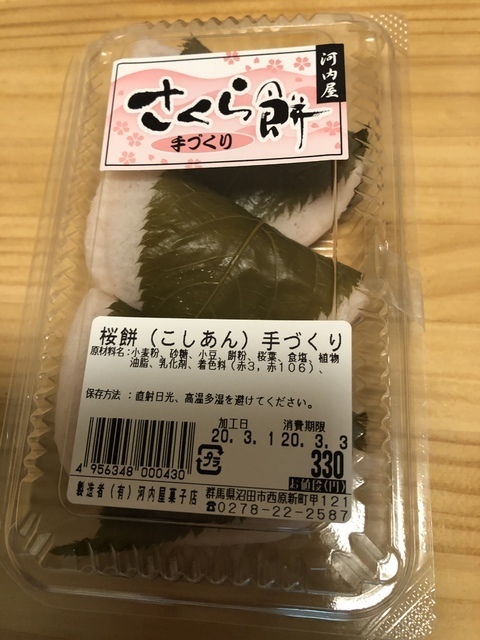 河内屋
さくら餅
手づくり
桜餅（こしあん）手づくり
原材料名：小麦粉、砂糖、小豆、餅粉、桜葉、食塩、植物
油脂、乳化剤、着色料（赤3，赤106）、
保存方法：直射日光、高温多湿を避けてください。
加工日 消費期限
20.3.1 20.3.3
プラ
330
お値段(円)
4 956348 000430
製造者（有）河内屋菓子店 群馬県沼田市西原新町甲121
☎0278-22-2587